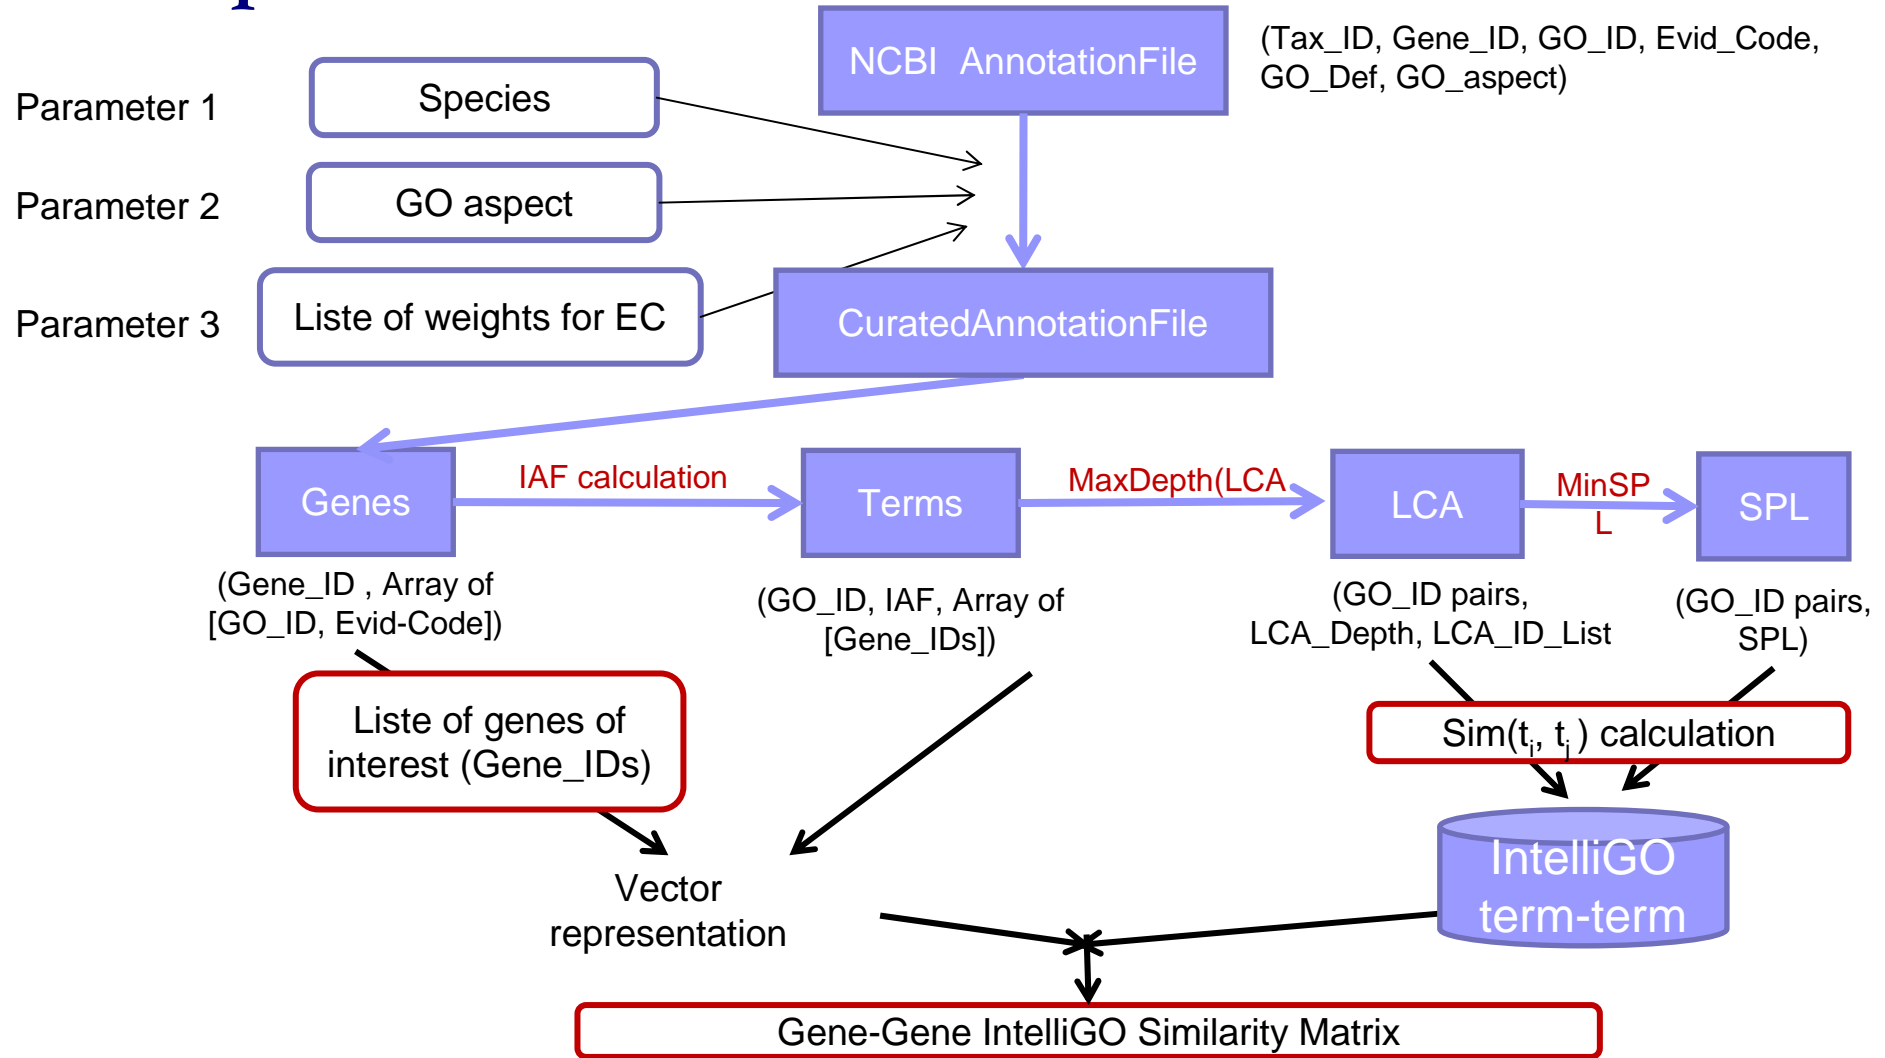 NCBI AnnotationFile
(Tax_ID, Gene_ID, GO_ID, Evid_Code,
GO_Def, GO_aspect)
Parameter 1
Species
Parameter 2
GO aspect
Parameter 3
Liste of weights for EC
CuratedAnnotationFile
Genes
IAF calculation
Terms
MaxDepth(LCA
LCA
MinSP
L
SPL
(Gene_ID , Array of
[GO_ID, Evid-Code])
(GO_ID, IAF, Array of
[Gene_IDs])
(GO_ID pairs,
LCA_Depth, LCA_ID_List
(GO_ID pairs,
SPL)
Liste of genes of
interest (Gene_IDs)
Sim(ti, tj ) calculation
Vector
representation
IntelliGO
term-term
Gene-Gene IntelliGO Similarity Matrix